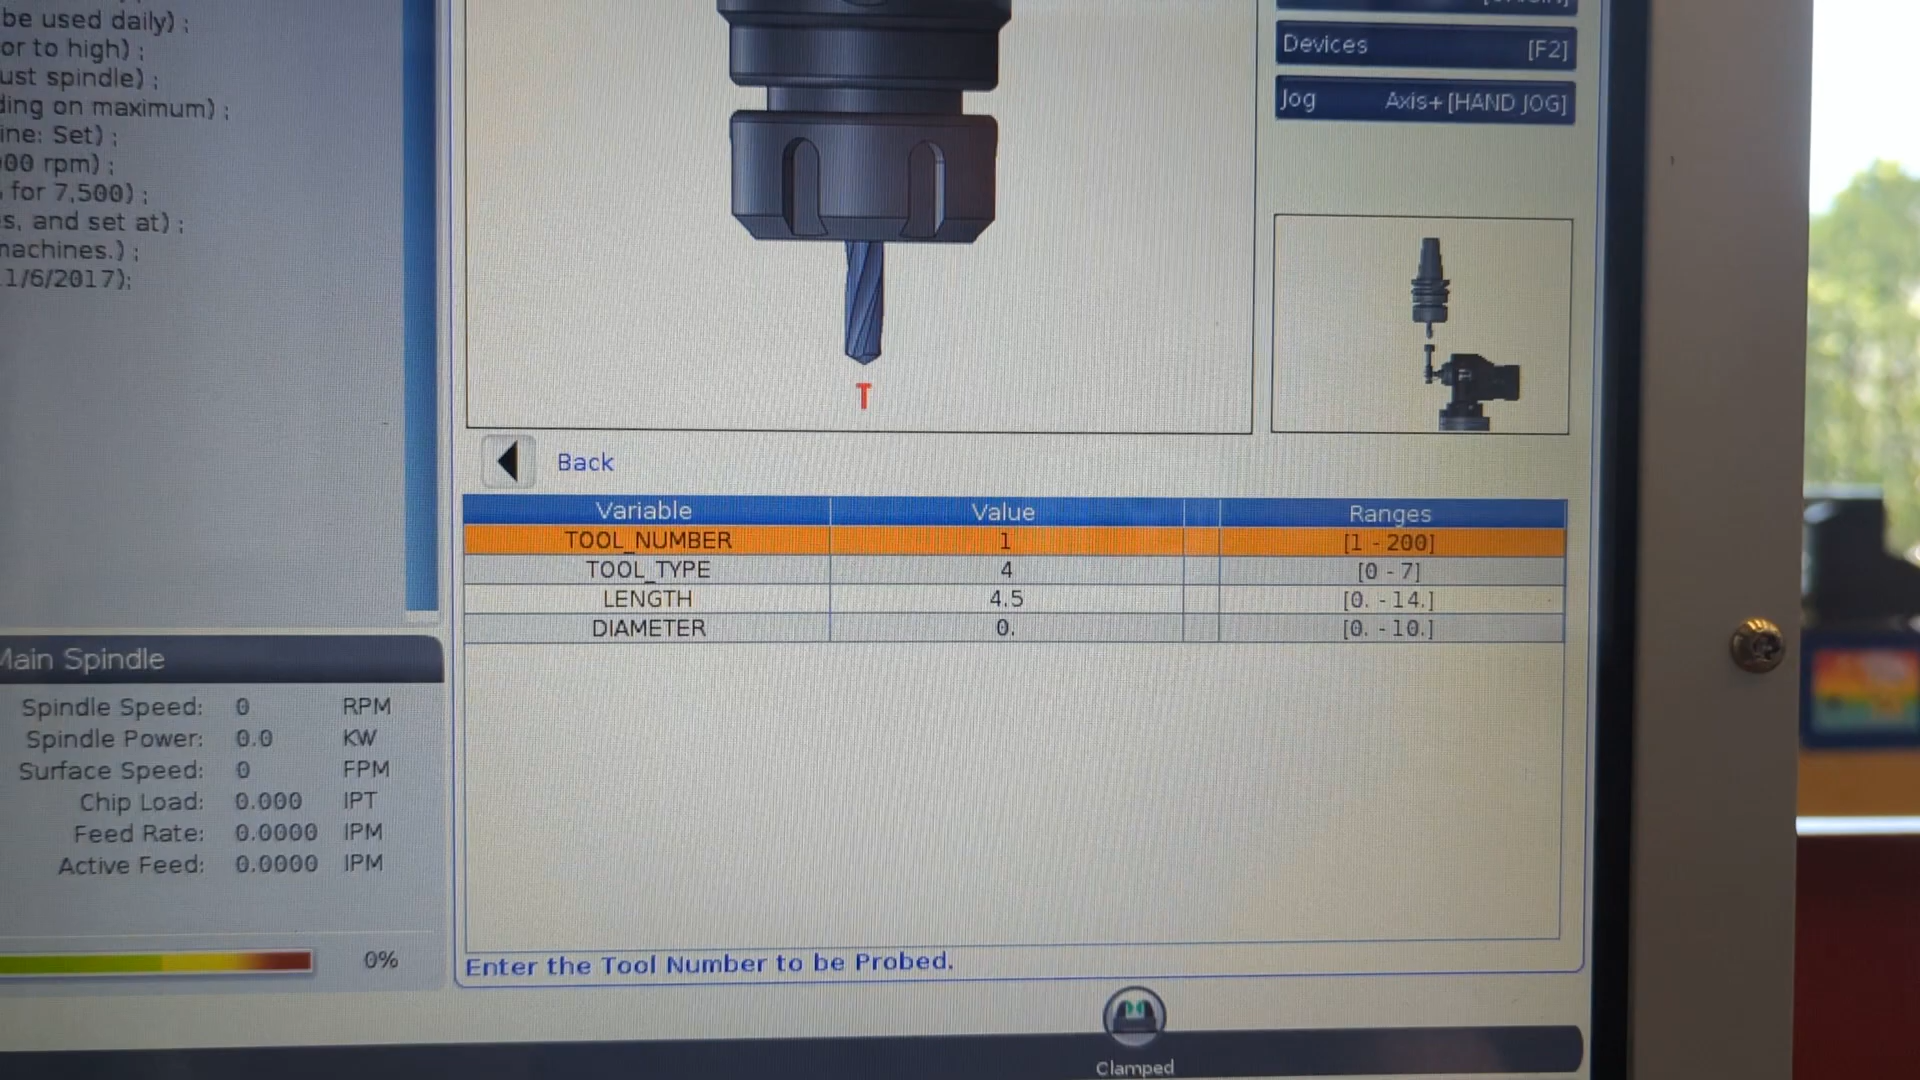 be used daily) ;
or to high) ;
ust spindle) ;
ding on maximum) ;
ine: Set) ;
00 rpm) ;
for 7,500) ;
s, and set at) ;
machines.) ;
1/6/2017);
Main Spindle
Spindle Speed: 0 RPM
Spindle Power: 0.0 KW
Surface Speed: 0 FPM
Chip Load: 0.000 IPT
Feed Rate: 0.0000 IPM
Active Feed: 0.0000 IPM
0%
T
Devices [F2]
Jog Axis+[HAND JOG]
Back
Variable Value Ranges
TOOL_NUMBER 1 [1 - 200]
TOOL_TYPE 4 [0 - 7]
LENGTH 4.5 [0. - 14.]
DIAMETER 0. [0. - 10.]
Enter the Tool Number to be Probed.
Clamped